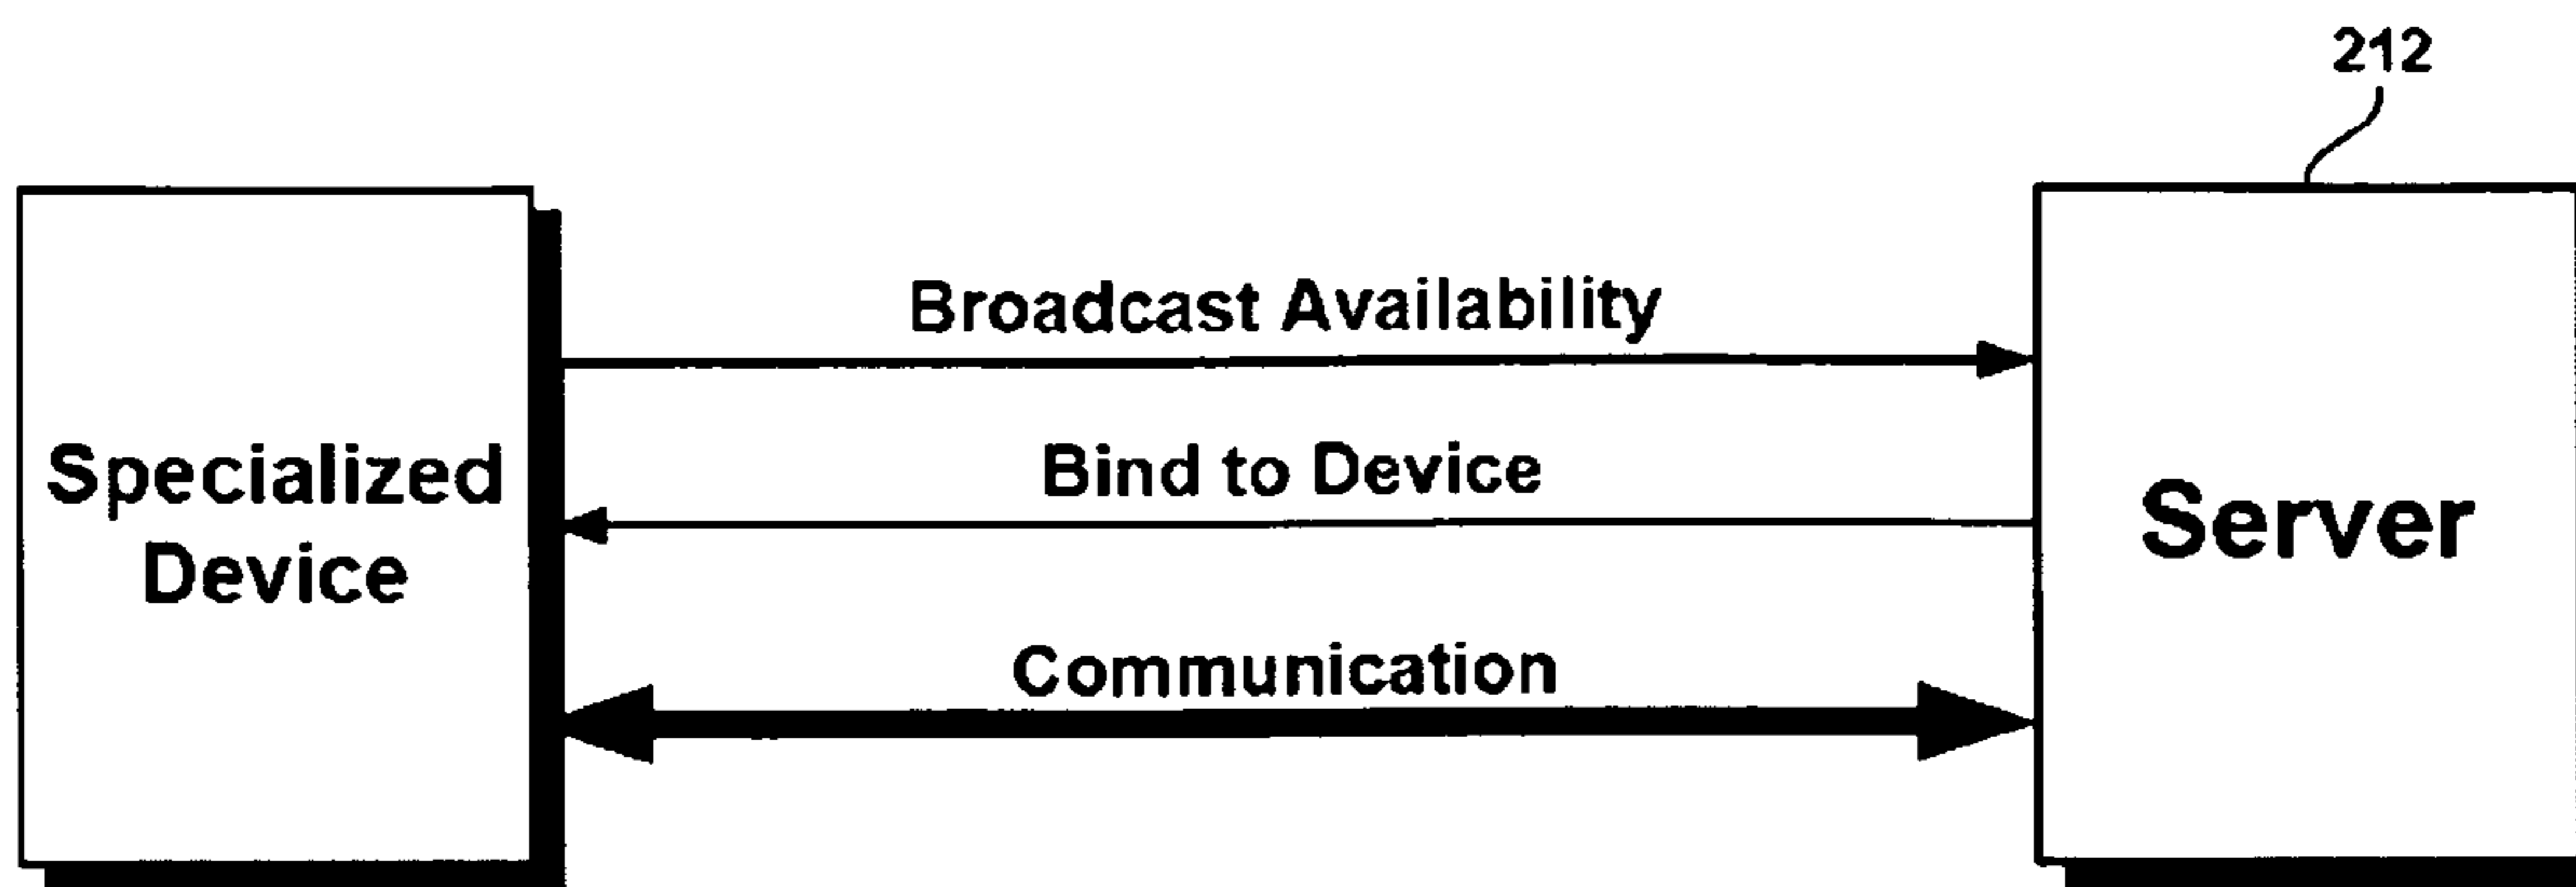 212
Broadcast Availability
Specialized
Device
Bind to Device
Server
Communication